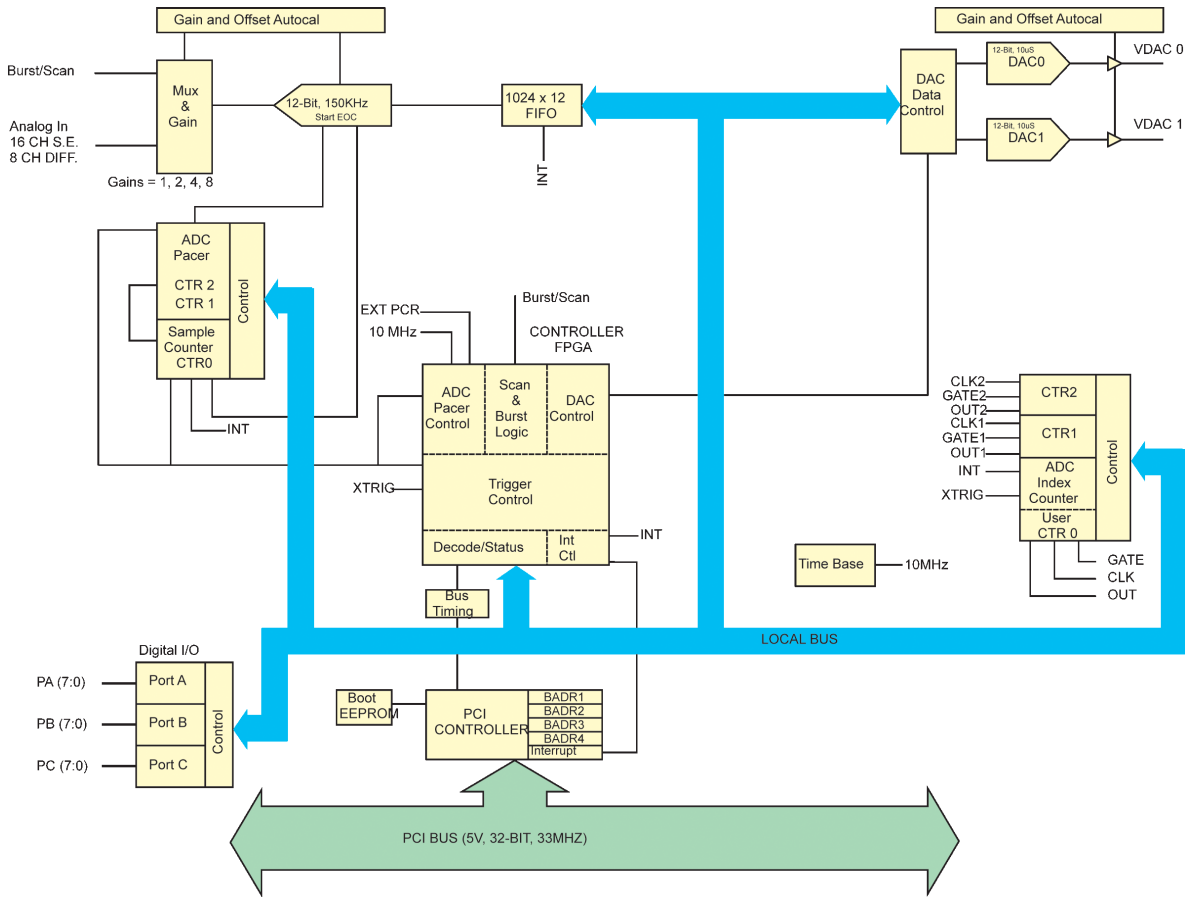 Gain and Offset Autocal
Gain and Offset Autocal
Burst/Scan
Mux
&
Gain
12-Bit, 150KHz
Start EOC
1024 x 12
FIFO
INT
DAC
Data
Control
12-Bit, 10uS
DAC0
VDAC 0
12-Bit, 10uS
DAC1
VDAC 1
Analog In
16 CH S.E.
8 CH DIFF.
Gains = 1, 2, 4, 8
ADC
Pacer
CTR 2
CTR 1
Control
Sample
Counter
CTR0
INT
EXT PCR
10 MHz
Burst/Scan
CONTROLLER
FPGA
ADC
Pacer
Control
Scan
&
Burst
Logic
DAC
Control
XTRIG
Trigger
Control
Decode/Status
Int
Ctl
INT
Bus
Timing
CLK2
GATE2
OUT2
CLK1
GATE1
OUT1
INT
XTRIG
CTR2
CTR1
ADC
Index
Counter
User
CTR 0
Control
GATE
CLK
OUT
Time Base
10MHz
LOCAL BUS
Digital I/O
PA (7:0)
Port A
PB (7:0)
Port B
PC (7:0)
Port C
Control
Boot
EEPROM
PCI
CONTROLLER
BADR1
BADR2
BADR3
BADR4
Interrupt
PCI BUS (5V, 32-BIT, 33MHZ)